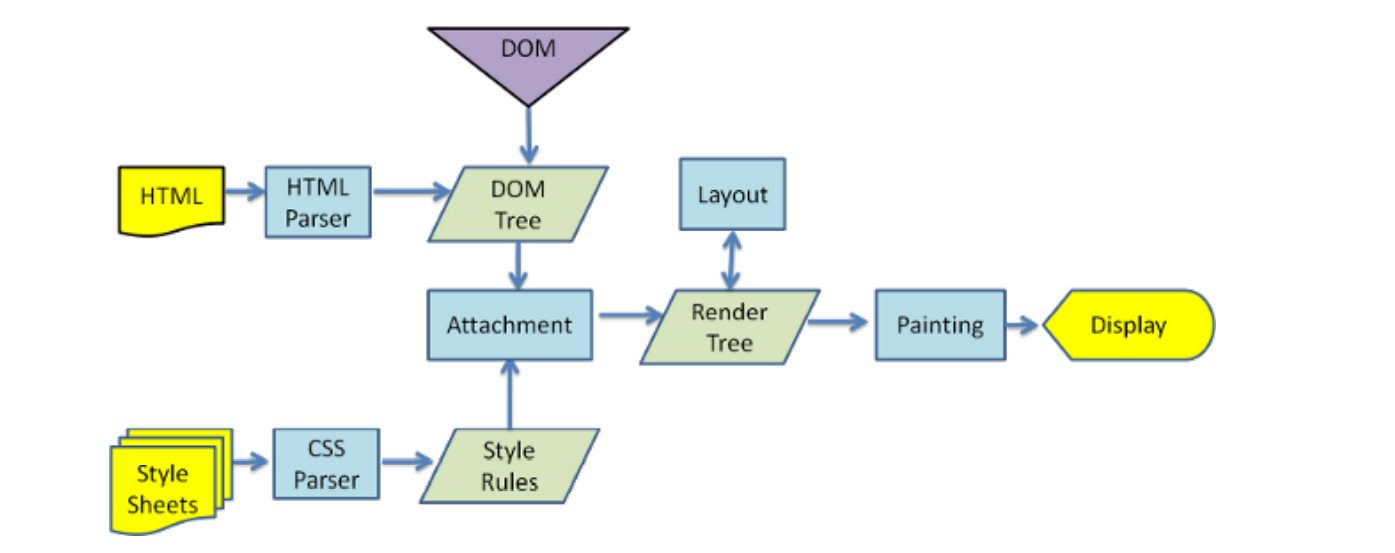 DOM
HTML
HTML
Parser
DOM
Tree
Layout
Attachment
Render
Tree
Painting
Display
Style
Sheets
CSS
Parser
Style
Rules